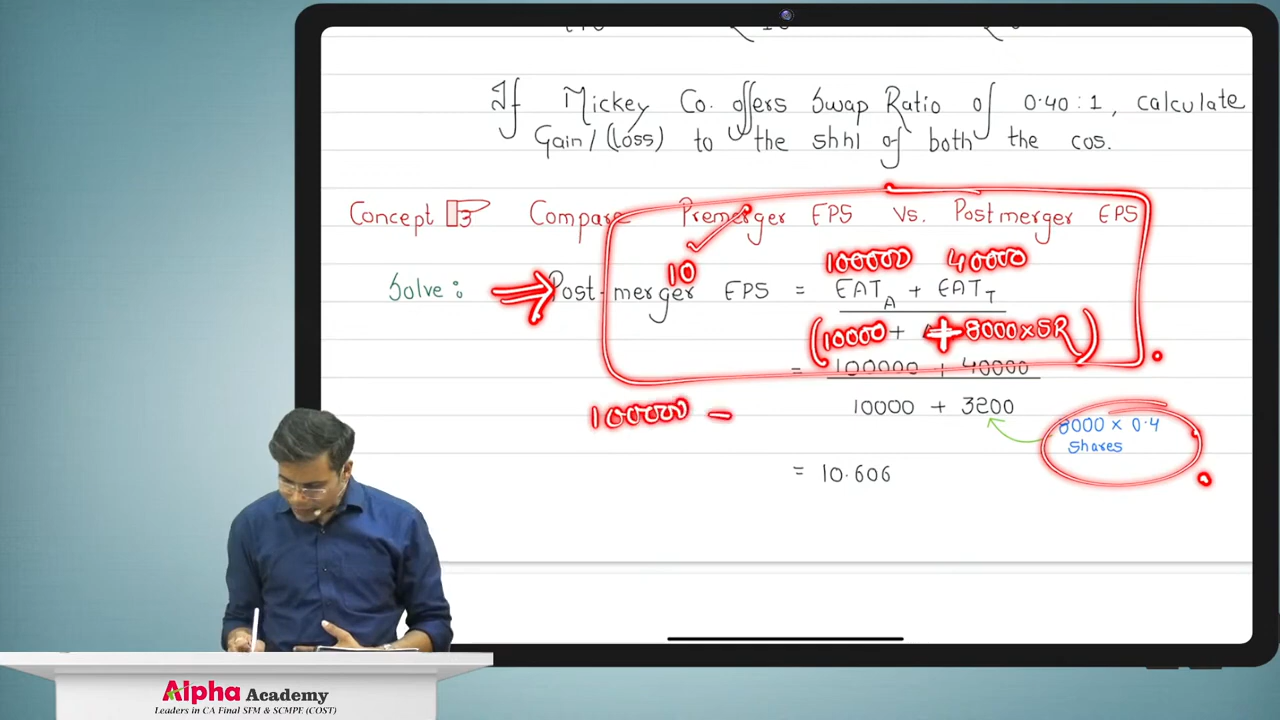 If Mickey Co. offers Swap Ratio of 0.40 : 1, calculate
Gain / (loss) to the shhl of both the cos.
Concept Compare Premerger EPS vs. Postmerger EPS
100000 40000
10
Solve : Post-merger EPS = EAT_A + EAT_T
(10000 + 8000 × SR)
= 100000 + 40000
100000 -
10000 + 3200
8000 × 0.4
Shares
= 10.606
Alpha Academy
Leaders in CA Final SFM & SCMPE (COST)